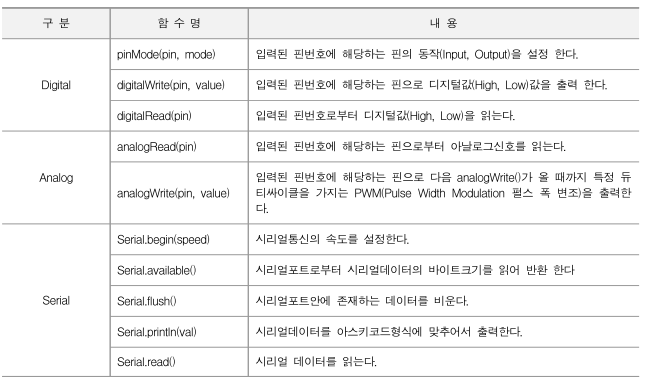 구 분 함 수 명 내 용
Digital
pinMode(pin, mode) 입력된 핀번호에 해당하는 핀의 동작(Input, Output)을 설정 한다.
digitalWrite(pin, value) 입력된 핀번호에 해당하는 핀으로 디지털값(High, Low)값을 출력 한다.
digitalRead(pin) 핀번호로부터 디지털값(High, Low)을 읽는다.
Analog
analogRead(pin) 입력된 핀번호에 해당하는 핀으로부터 아날로그신호를 읽는다.
analogWrite(pin, value) 입력된 핀번호에 해당하는 핀으로 다음 analogWrite()가 올 때까지 특정 듀
티싸이클을 가지는 PWM(Pulse Width Modulation 펄스 폭 변조)을 출력한
다.
Serial
Serial.begin(speed) 시리얼통신의 속도를 설정한다.
Serial.available() 시리얼포트로부터 시리얼데이터의 바이트크기를 읽어 반환 한다
Serial.flush() 시리얼포트안에 존재하는 데이터를 비운다.
Serial.println(val) 시리얼데이터를 아스키코드형식에 맞추어서 출력한다.
Serial.read() 시리얼 데이터를 읽는다.